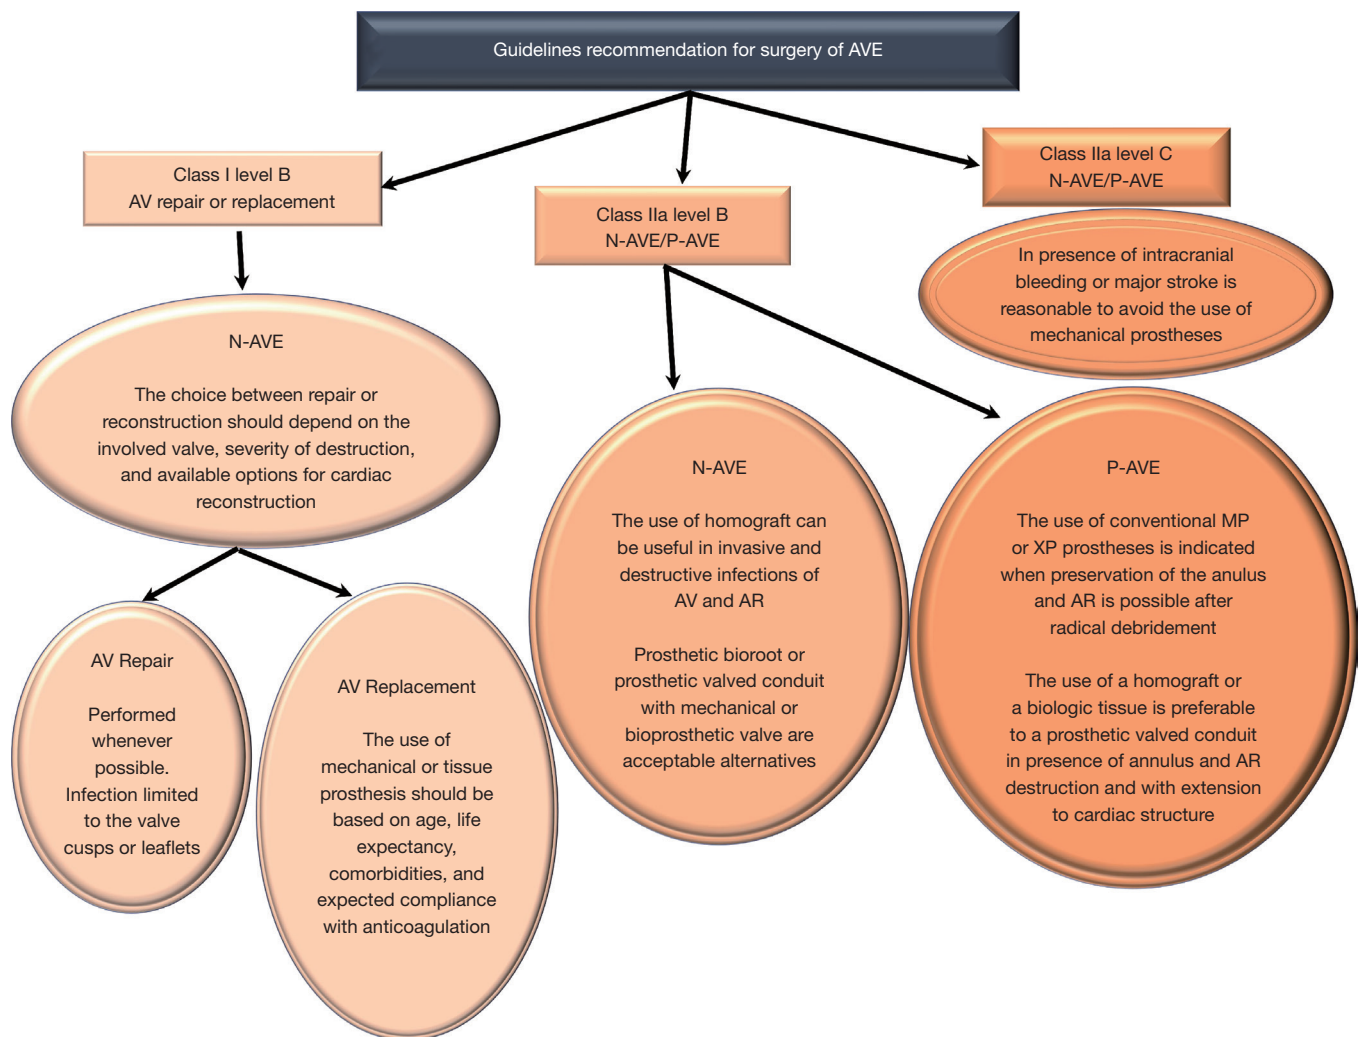 Guidelines recommendation for surgery of AVE
Class I level B
AV repair or replacement
N-AVE
The choice between repair or
reconstruction should depend on the
involved valve, severity of destruction,
and available options for cardiac
reconstruction
AV Repair
Performed
whenever
possible.
Infection limited
to the valve
cusps or leaflets
AV Replacement
The use of
mechanical or tissue
prosthesis should be
based on age, life
expectancy,
comorbidities, and
expected compliance
with anticoagulation
Class IIa level B
N-AVE/P-AVE
N-AVE
The use of homograft can
be useful in invasive and
destructive infections of
AV and AR
Prosthetic bioroot or
prosthetic valved conduit
with mechanical or
bioprosthetic valve are
acceptable alternatives
P-AVE
The use of conventional MP
or XP prostheses is indicated
when preservation of the anulus
and AR is possible after
radical debridement
The use of a homograft or
a biologic tissue is preferable
to a prosthetic valved conduit
in presence of annulus and AR
destruction and with extension
to cardiac structure
Class IIa level C
N-AVE/P-AVE
In presence of intracranial
bleeding or major stroke is
reasonable to avoid the use of
mechanical prostheses